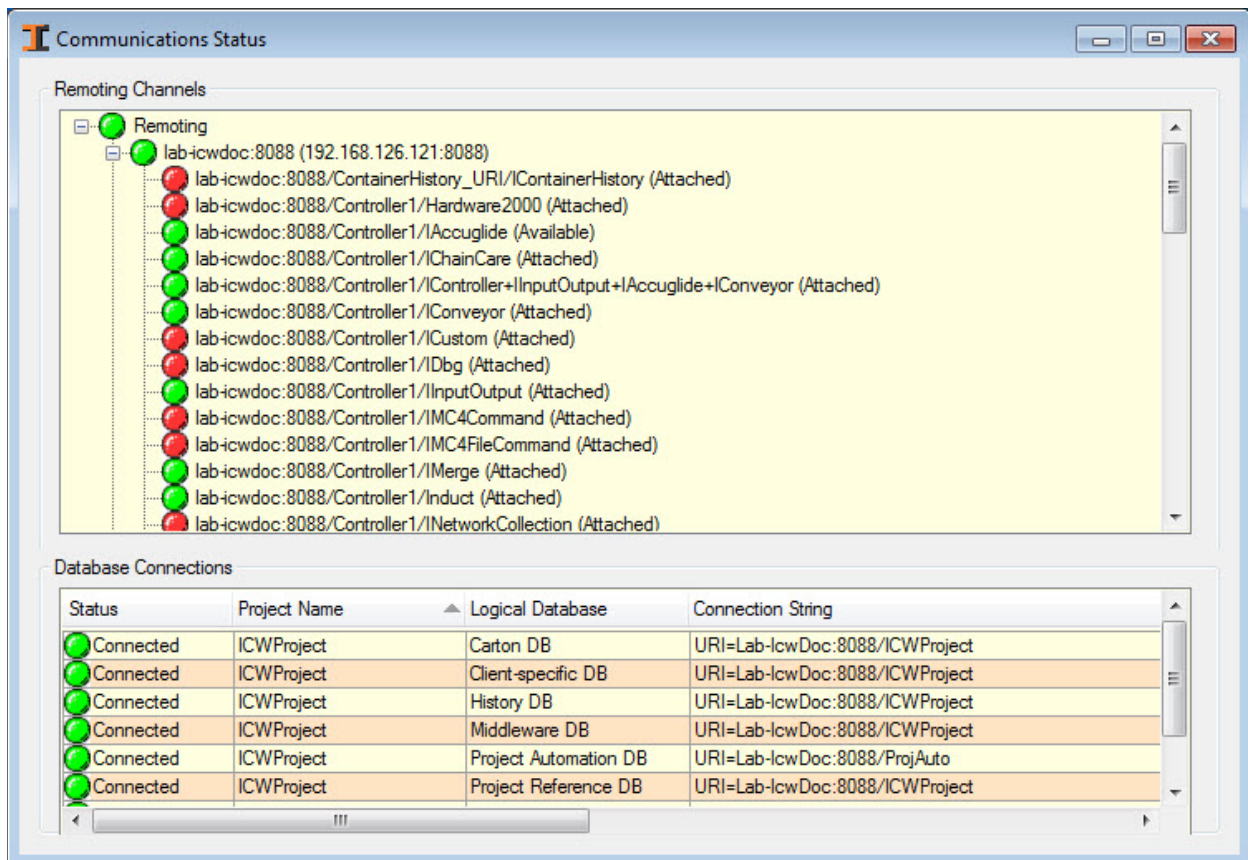 Communications Status
Remoting Channels
Remoting
lab-icwdoc:8088 (192.168.126.121:8088)
lab-icwdoc:8088/ContainerHistory_URI/IContainerHistory (Attached)
lab-icwdoc:8088/Controller1/Hardware2000 (Attached)
lab-icwdoc:8088/Controller1/IAccuglide (Available)
lab-icwdoc:8088/Controller1/IChainCare (Attached)
lab-icwdoc:8088/Controller1/IController+IInputOutput+IAccuglide+IConveyor (Attached)
lab-icwdoc:8088/Controller1/IConveyor (Attached)
lab-icwdoc:8088/Controller1/ICustom (Attached)
lab-icwdoc:8088/Controller1/IDbg (Attached)
lab-icwdoc:8088/Controller1/IInputOutput (Attached)
lab-icwdoc:8088/Controller1/IMC4Command (Attached)
lab-icwdoc:8088/Controller1/IMC4FileCommand (Attached)
lab-icwdoc:8088/Controller1/IMerge (Attached)
lab-icwdoc:8088/Controller1/Induct (Attached)
lab-icwdoc:8088/Controller1/INetworkCollection (Attached)
Database Connections
Status Project Name Logical Database Connection String
Connected ICWProject Carton DB URI=Lab-IcwDoc:8088/ICWProject
Connected ICWProject Client-specific DB URI=Lab-IcwDoc:8088/ICWProject
Connected ICWProject History DB URI=Lab-IcwDoc:8088/ICWProject
Connected ICWProject Middleware DB URI=Lab-IcwDoc:8088/ICWProject
Connected ICWProject Project Automation DB URI=Lab-IcwDoc:8088/ProjAuto
Connected ICWProject Project Reference DB URI=Lab-IcwDoc:8088/ICWProject